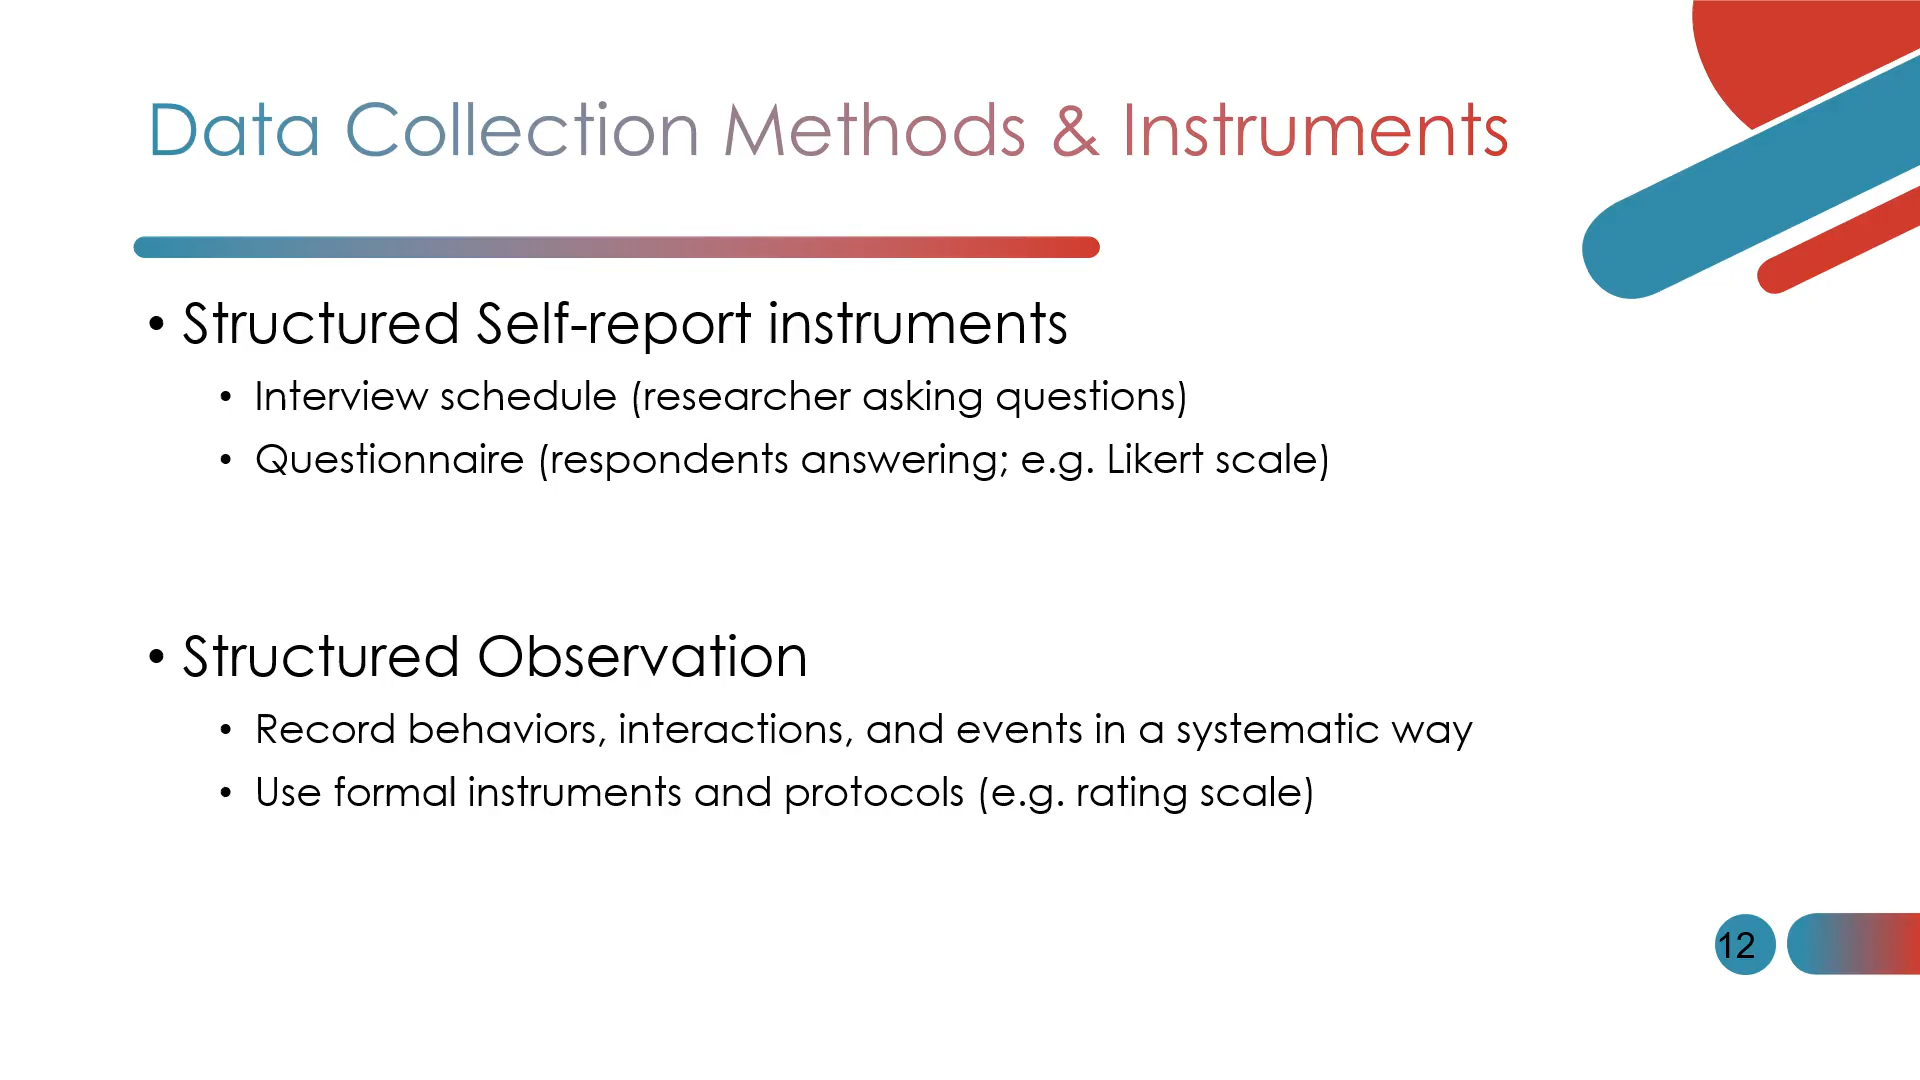 Data Collection Methods & Instruments
• Structured Self-report instruments
• Interview schedule (researcher asking questions)
• Questionnaire (respondents answering; e.g. Likert scale)
• Structured Observation
• Record behaviors, interactions, and events in a systematic way
• Use formal instruments and protocols (e.g. rating scale)
12